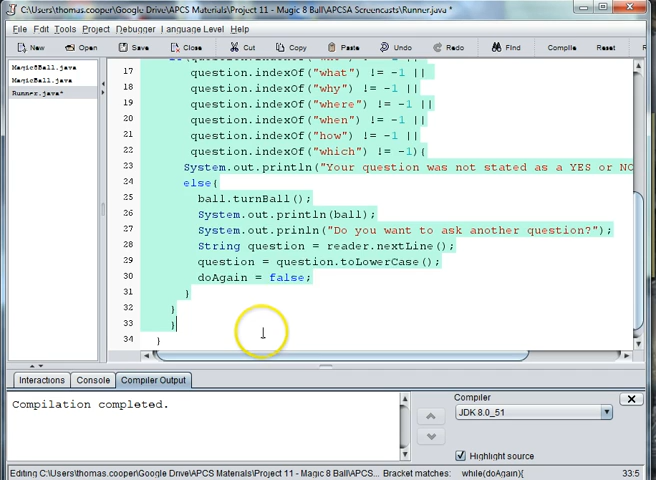 C:\Users\thomas.cooper\Google Drive\APCS Materials\Project 11 - Magic 8 Ball\APCSA Screencasts\Runner.java *
File Edit Tools Project Debugger Language Level Help
New Open Save Close Cut Copy Paste Undo Redo Find Compile Reset
Magic8Ball.java
MagicBall.java
Runner.java*
17 question.indexOf("what") != -1 ||
18 question.indexOf("why") != -1 ||
19 question.indexOf("where") != -1 ||
20 question.indexOf("when") != -1 ||
21 question.indexOf("how") != -1 ||
22 question.indexOf("which") != -1){
23 System.out.println("Your question was not stated as a YES or NO
24 else{
25 ball.turnBall();
26 System.out.println(ball);
27 System.out.prinln("Do you want to ask another question?");
28 String question = reader.nextLine();
29 question = question.toLowerCase();
30 doAgain = false;
31 }
32 }
33 }
34 }
Interactions Console Compiler Output
Compilation completed.
Compiler
JDK 8.0_51
Highlight source
Editing C:\Users\thomas.cooper\Google Drive\APCS Materials\Project 11 - Magic 8 Ball\APCS... Bracket matches: while(doAgain){ 33:5